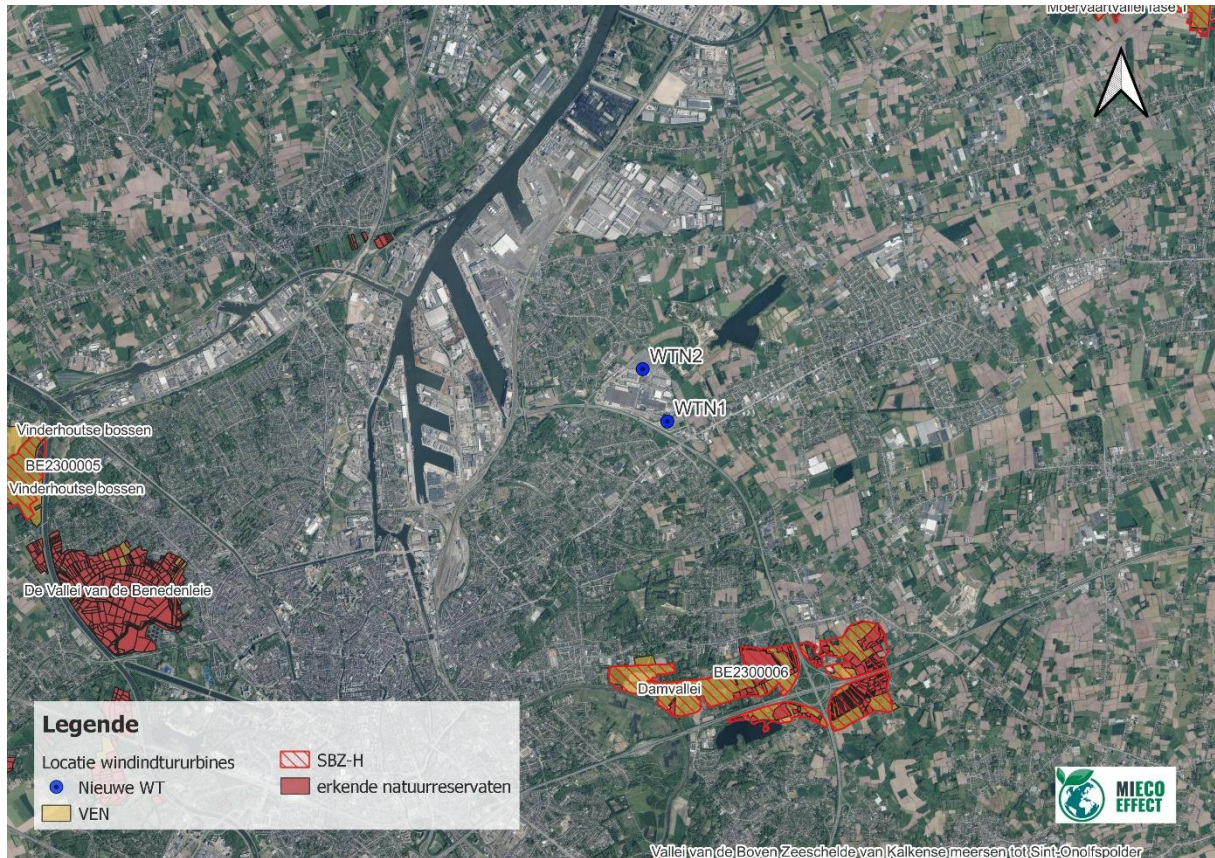 Moervaartvallei fase 1
WTN2
WTN1
Vinderhoutse bossen
BE2300005
Vinderhoutse bossen
De Vallei van de Benedenleie
BE2300006
Damvallei
Legende
Locatie windindtururbines
Nieuwe WT
VEN
SBZ-H
erkende natuurreservaten
MIECO
EFFECT
Vallei van de Boven Zeeschelde van Kalkense meersen tot Sint-Onolfspolder